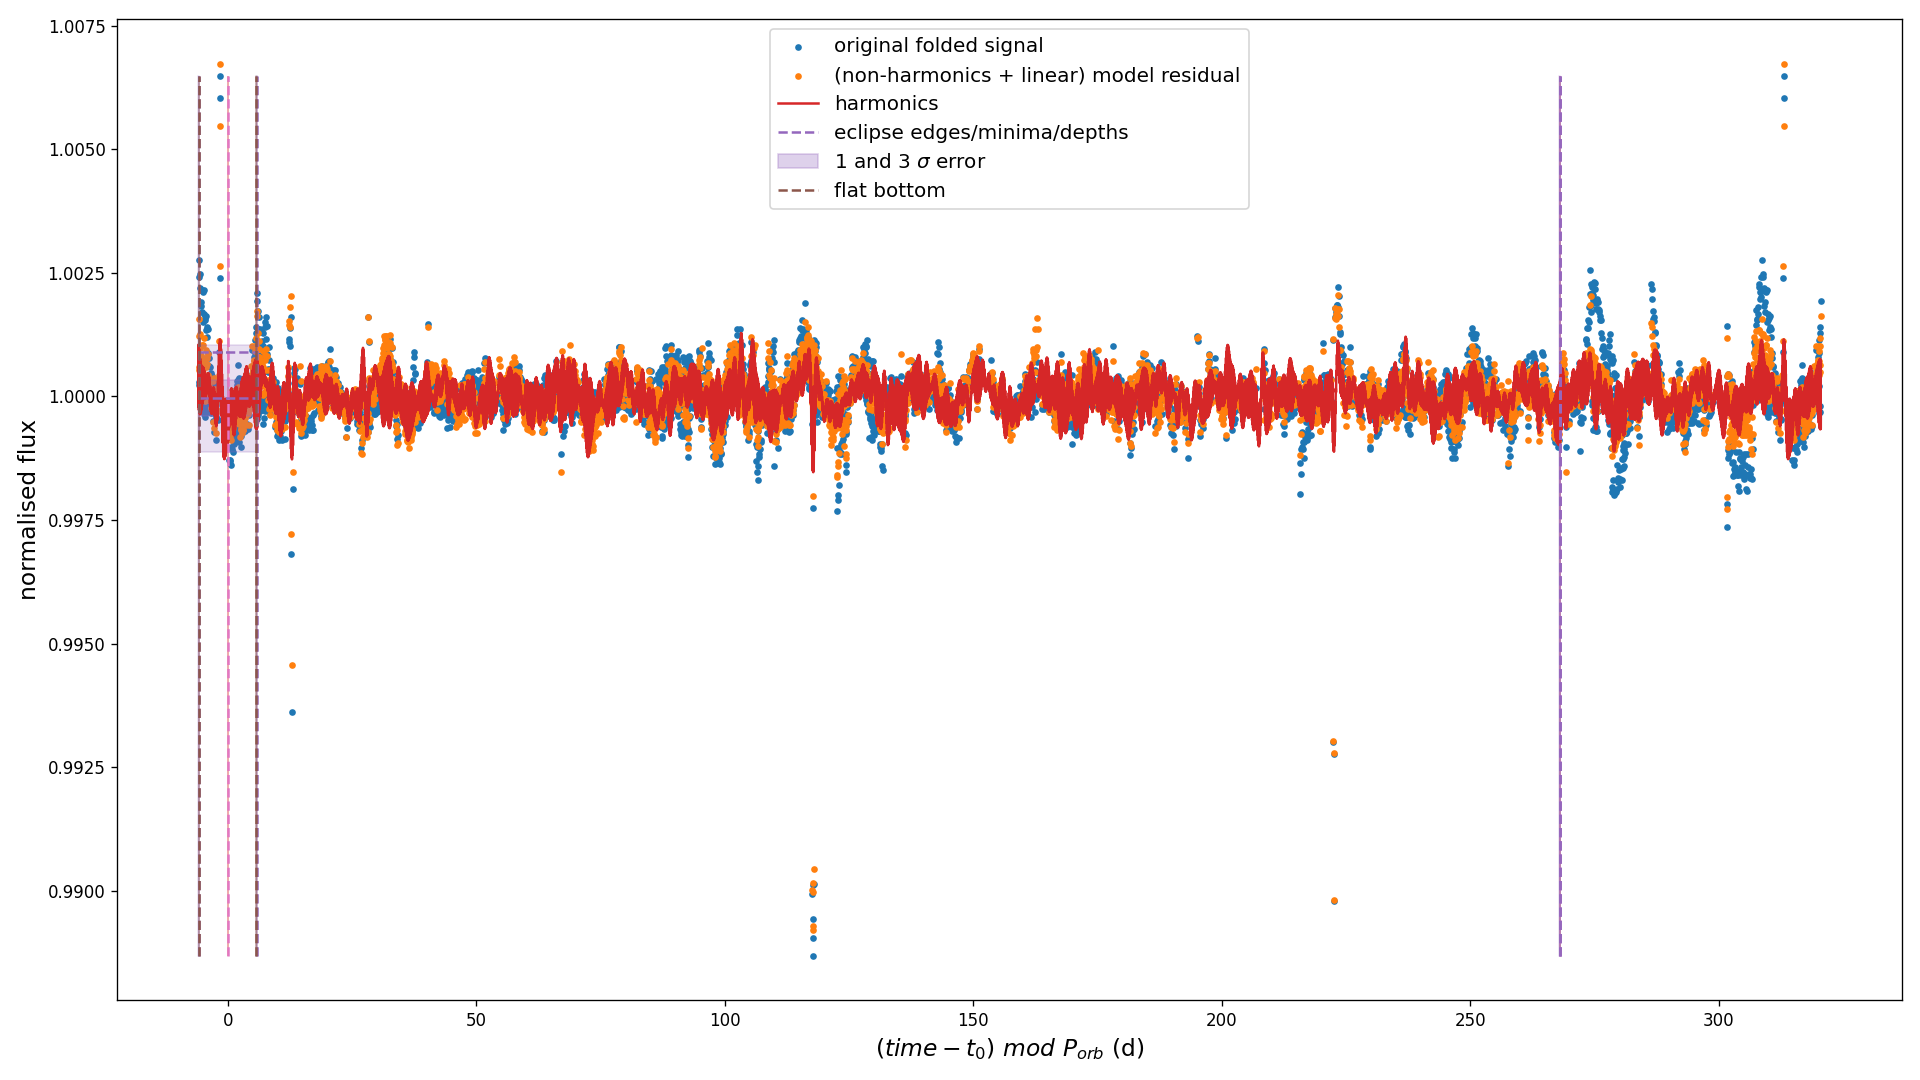 1.0075
1.0050
1.0025
1.0000
0.9975
0.9950
0.9925
0.9900
normalised flux
original folded signal
(non-harmonics + linear) model residual
harmonics
eclipse edges/minima/depths
1 and 3 σ error
flat bottom
0 50 100 150 200 250 300
(time − t₀) mod Pₒᵣb (d)